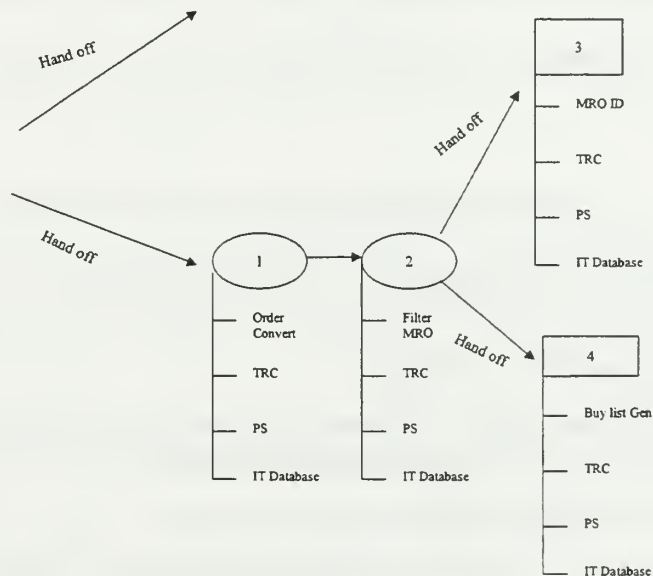 Hand off
3
MRO ID
TRC
PS
IT Database
Hand off
Hand off
1
2
Order
Convert
TRC
PS
IT Database
Filter
MRO
TRC
PS
IT Database
Hand off
4
Buy list Gen
TRC
PS
IT Database